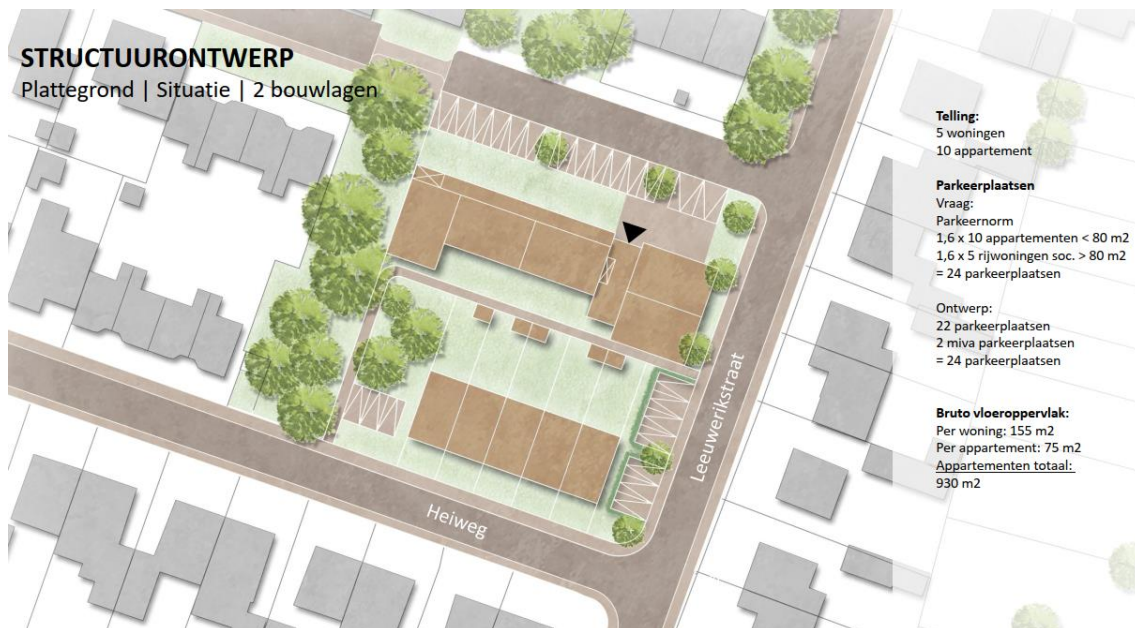 STRUCTUURONTWERP
Plattegrond | Situatie | 2 bouwlagen
Telling:
5 woningen
10 appartement
Parkeerplaatsen
Vraag:
Parkeernorm
1,6 x 10 appartementen < 80 m2
1,6 x 5 rijwoningen soc. > 80 m2
= 24 parkeerplaatsen
Ontwerp:
22 parkeerplaatsen
2 miva parkeerplaatsen
= 24 parkeerplaatsen
Bruto vloeroppervlak:
Per woning: 155 m2
Per appartement: 75 m2
Appartementen totaal:
930 m2
Leeuwerikstraat
Heiweg